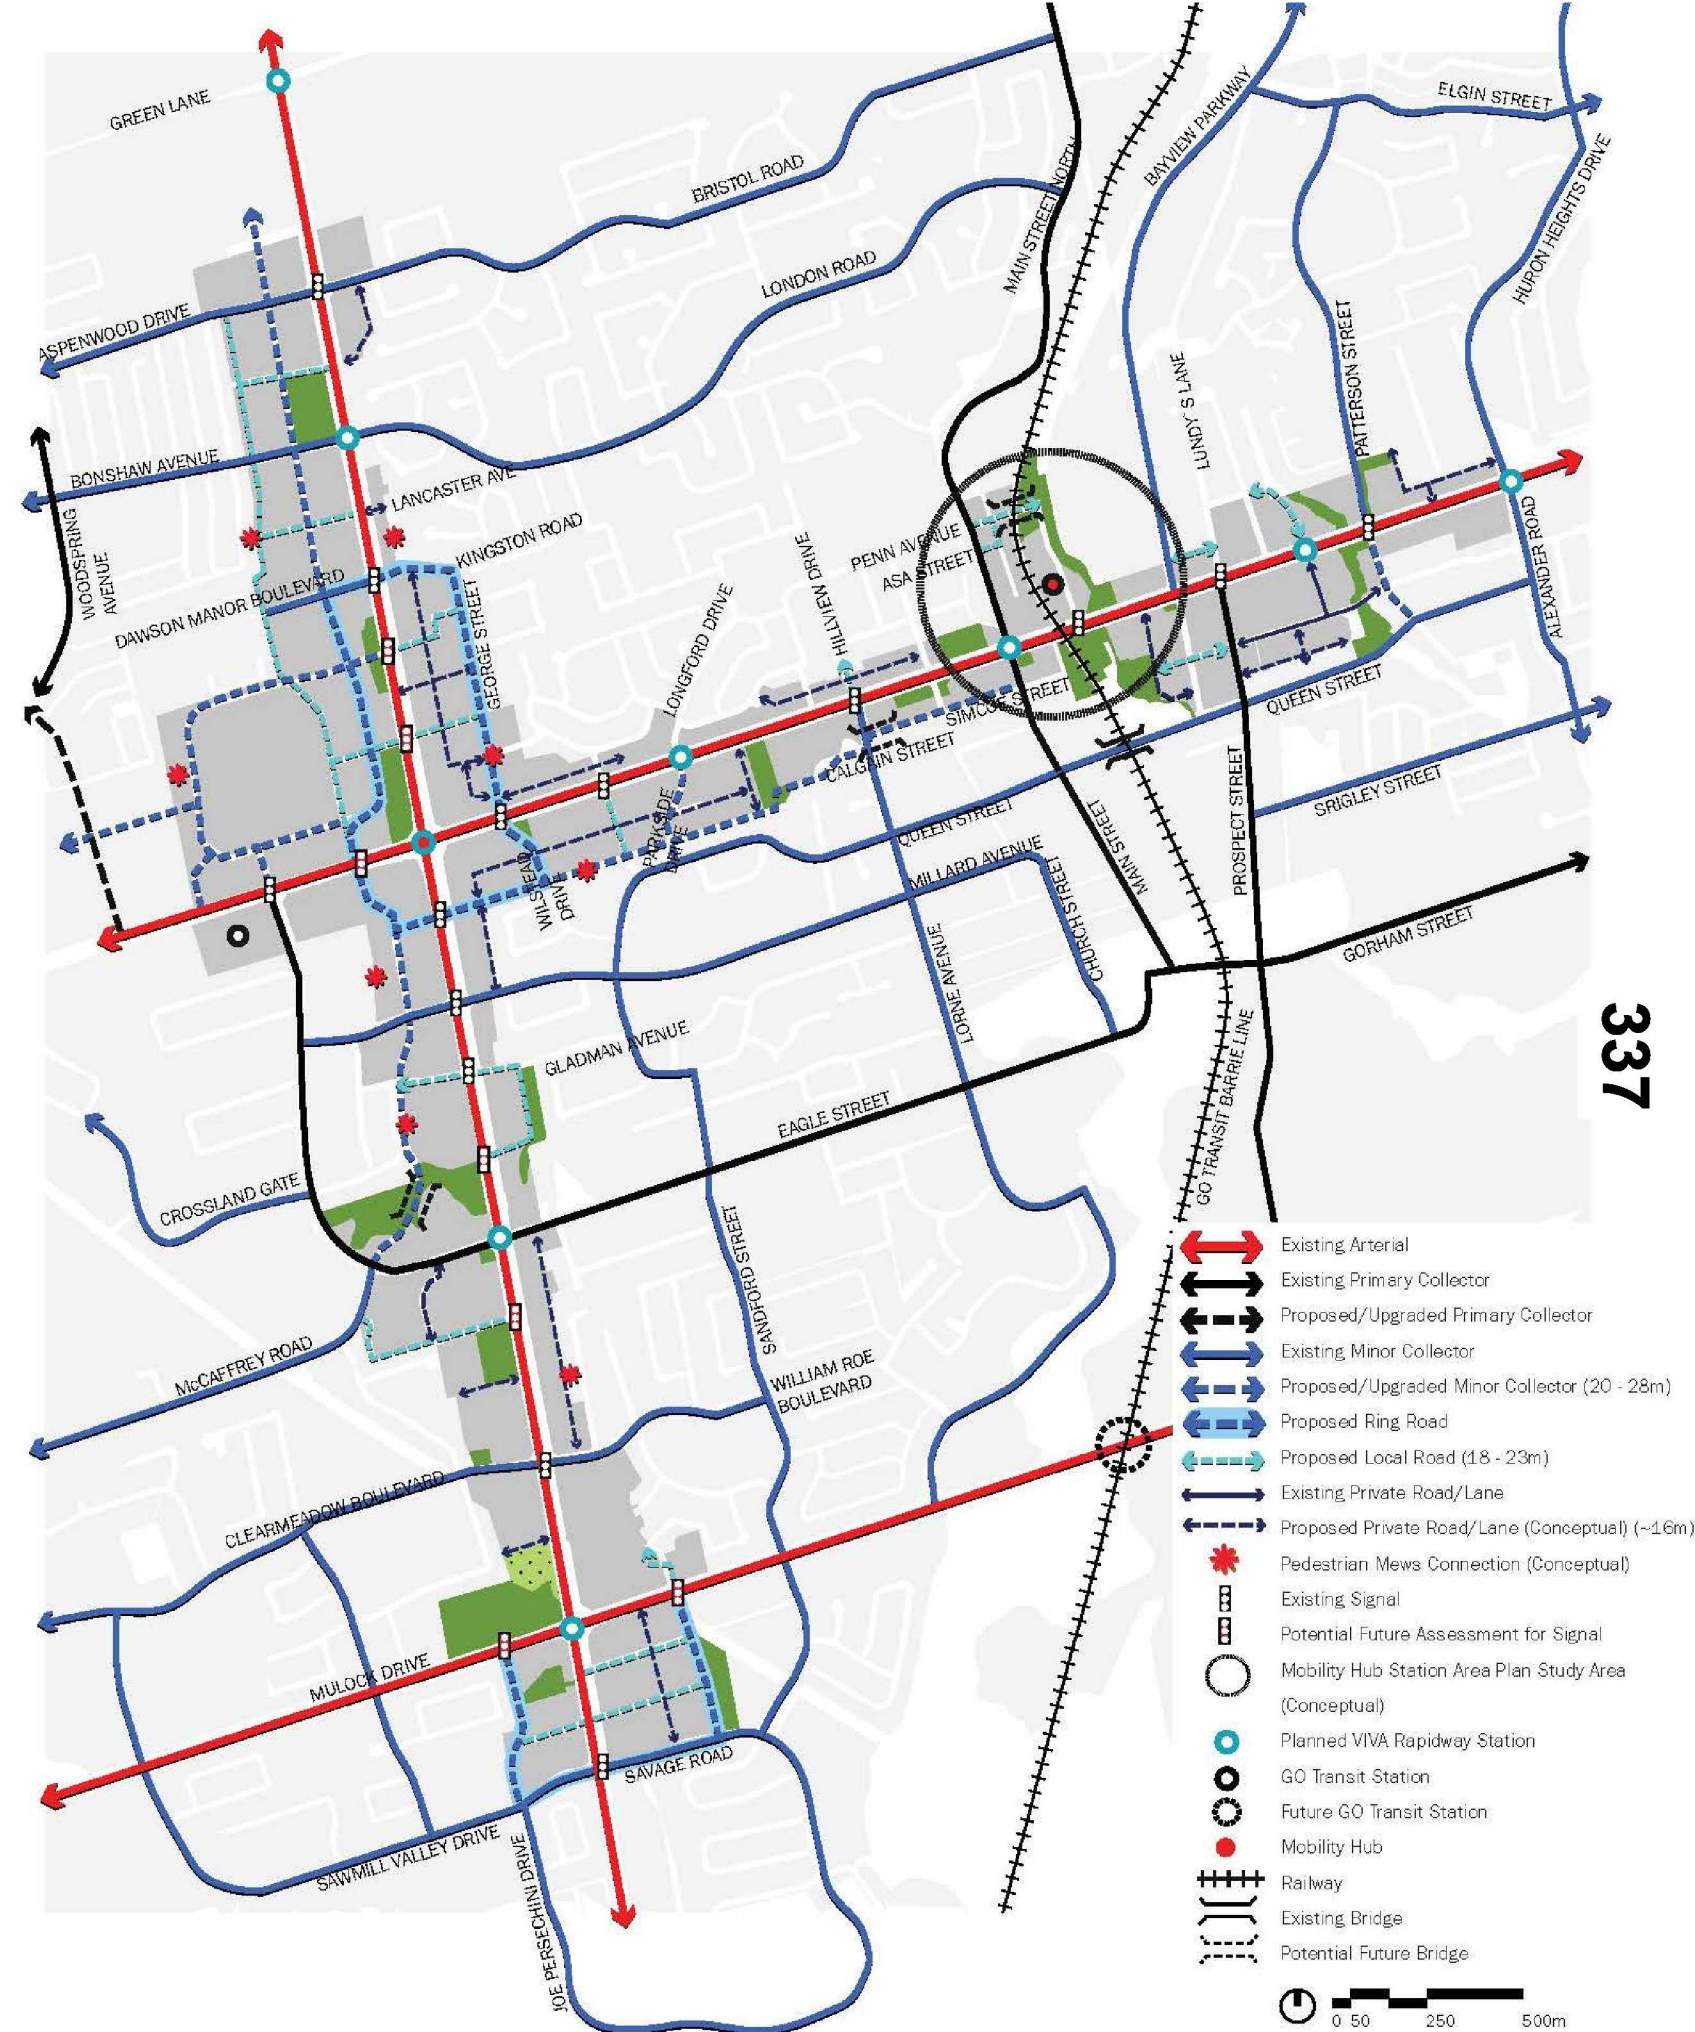 GREEN LANE
BRISTOL ROAD
LONDON ROAD
MAIN STREET NORTH
BAYVIEW PARKWAY
ELGIN STREET
HURON HEIGHTS DRIVE
ASPENWOOD DRIVE
PATTERSON STREET
LUNDY'S LANE
BONSHAW AVENUE
LANCASTER AVE
KINGSTON ROAD
WOODSPRING
AVENUE
DAWSON MANOR BOULEVARD
GEORGE STREET
LONGFORD DRIVE
HILLVIEW DRIVE
PENN AVENUE
ASA STREET
ALEXANDER ROAD
SIMCOE STREET
CALGAIN STREET
QUEEN STREET
QUEEN STREET
SRIGLEY STREET
PARKSIDE
DRIVE
WILSTEAD
DRIVE
MILLARD AVENUE
CHURCH STREET
MAIN STREET
PROSPECT STREET
GORHAM STREET
LORNE AVENUE
GLADMAN AVENUE
EAGLE STREET
GO TRANSIT BARRIE LINE
337
CROSSLAND GATE
SANDFORD STREET
McCAFFREY ROAD
WILLIAM ROE
BOULEVARD
CLEARMEADOW BOULEVARD
MULOCK DRIVE
SAVAGE ROAD
SAWMILL VALLEY DRIVE
JOE PERSECHINI DRIVE
Existing Arterial
Existing Primary Collector
Proposed/Upgraded Primary Collector
Existing Minor Collector
Proposed/Upgraded Minor Collector (20 - 28m)
Proposed Ring Road
Proposed Local Road (18 - 23m)
Existing Private Road/Lane
Proposed Private Road/Lane (Conceptual) (~16m)
Pedestrian Mews Connection (Conceptual)
Existing Signal
Potential Future Assessment for Signal
Mobility Hub Station Area Plan Study Area
(Conceptual)
Planned VIVA Rapidway Station
GO Transit Station
Future GO Transit Station
Mobility Hub
Railway
Existing Bridge
Potential Future Bridge
0 50 250 500m